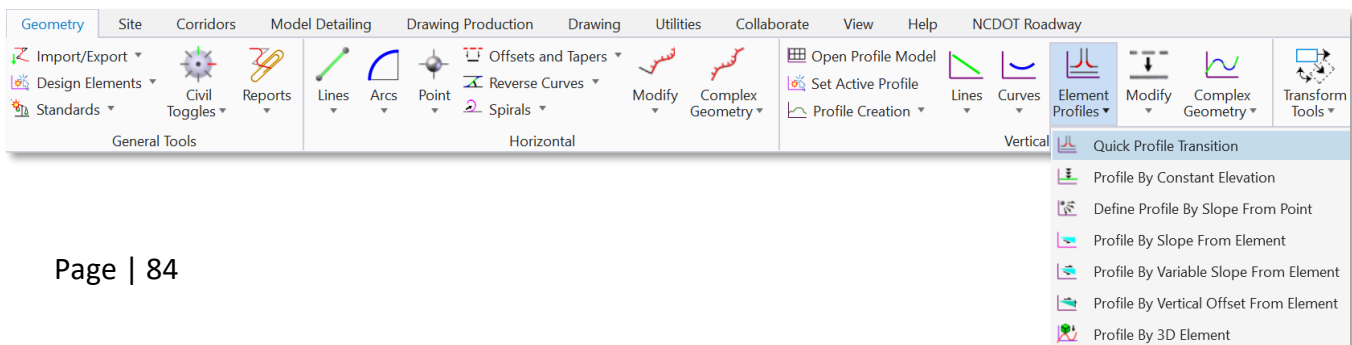 Geometry Site Corridors Model Detailing Drawing Production Drawing Utilities Collaborate View Help NCDOT Roadway
Import/Export
Design Elements
Standards
Civil
Toggles
Reports
General Tools
Lines
Arcs
Point
Offsets and Tapers
Reverse Curves
Spirals
Modify
Complex
Geometry
Horizontal
Open Profile Model
Set Active Profile
Profile Creation
Lines
Curves
Element
Profiles
Modify
Complex
Geometry
Vertical
Transform
Tools
Quick Profile Transition
Profile By Constant Elevation
Define Profile By Slope From Point
Profile By Slope From Element
Profile By Variable Slope From Element
Profile By Vertical Offset From Element
Profile By 3D Element
Page | 84